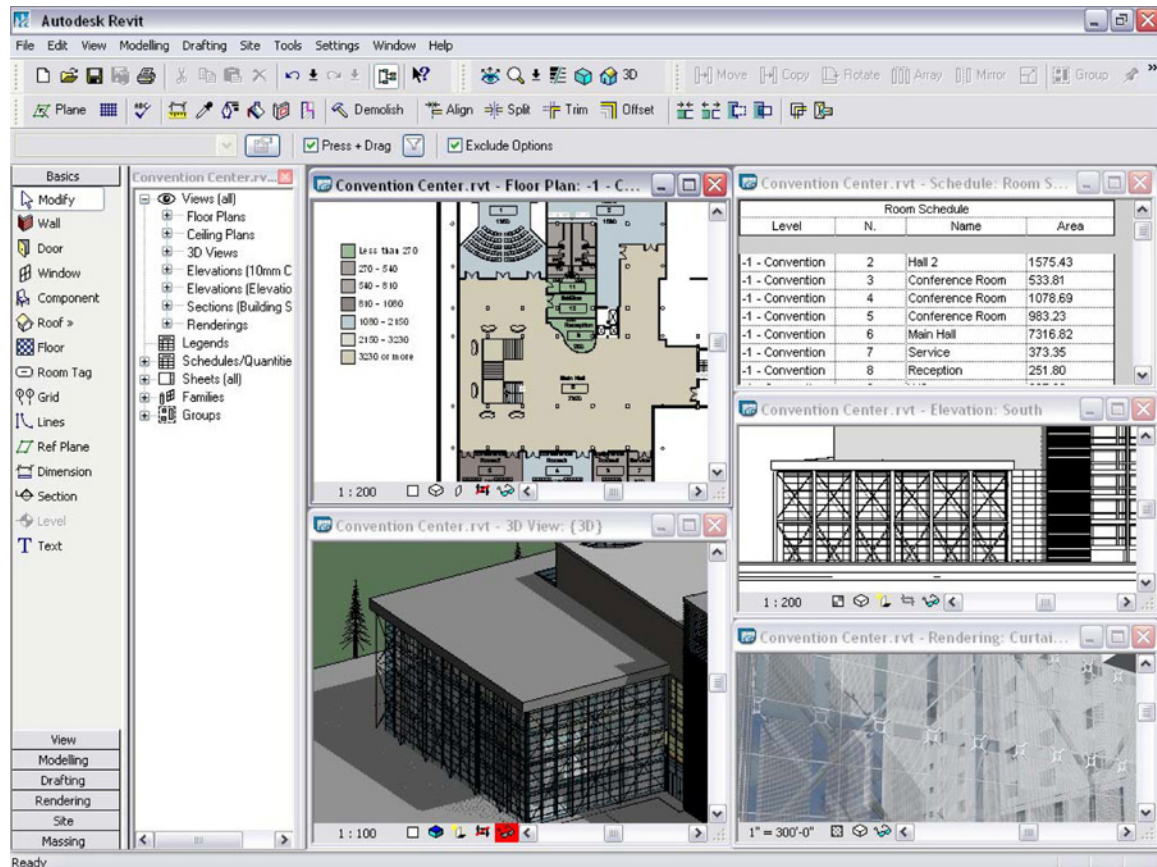 Autodesk Revit
File Edit View Modelling Drafting Site Tools Settings Window Help
3D Move Copy Rotate Array Mirror Group
Plane Demolish Align Split Trim Offset
Press + Drag Exclude Options
Basics
Modify
Wall
Door
Window
Component
Roof »
Floor
Room Tag
Grid
Lines
Ref Plane
Dimension
Section
Level
Text
View
Modelling
Drafting
Rendering
Site
Massing
Ready
Convention Center.rv...
Views (all)
Floor Plans
Ceiling Plans
3D Views
Elevations (10mm C
Elevations (Elevatio
Sections (Building S
Renderings
Legends
Schedules/Quantitie
Sheets (all)
Families
Groups
Convention Center.rvt - Floor Plan: -1 - C...
Less than 270
270 - 540
540 - 810
810 - 1080
1080 - 2150
2150 - 3230
3230 or more
Reception
Main Hall
1 : 200
Convention Center.rvt - 3D View: {3D}
1 : 100
Convention Center.rvt - Schedule: Room S...
Room Schedule
Level N. Name Area
-1 - Convention 2 Hall 2 1575.43
-1 - Convention 3 Conference Room 533.81
-1 - Convention 4 Conference Room 1078.69
-1 - Convention 5 Conference Room 983.23
-1 - Convention 6 Main Hall 7316.82
-1 - Convention 7 Service 373.35
-1 - Convention 8 Reception 251.80
Convention Center.rvt - Elevation: South
1 : 200
Convention Center.rvt - Rendering: Curtai...
1" = 300'-0"